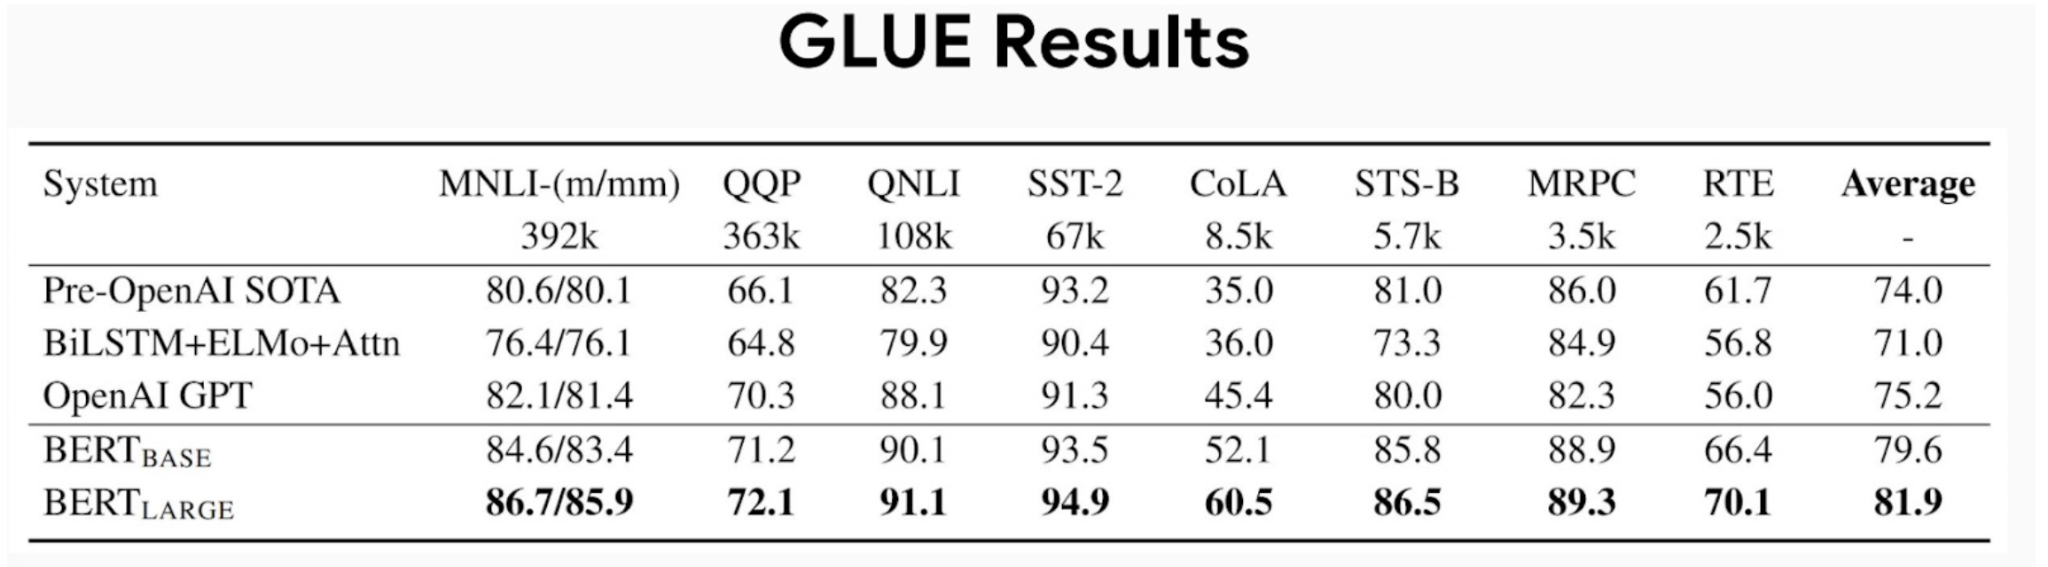 GLUE Results
System MNLI-(m/mm) QQP QNLI SST-2 CoLA STS-B MRPC RTE Average
392k 363k 108k 67k 8.5k 5.7k 3.5k 2.5k -
Pre-OpenAI SOTA 80.6/80.1 66.1 82.3 93.2 35.0 81.0 86.0 61.7 74.0
BiLSTM+ELMo+Attn 76.4/76.1 64.8 79.9 90.4 36.0 73.3 84.9 56.8 71.0
OpenAI GPT 82.1/81.4 70.3 88.1 91.3 45.4 80.0 82.3 56.0 75.2
BERTBASE 84.6/83.4 71.2 90.1 93.5 52.1 85.8 88.9 66.4 79.6
BERTLARGE 86.7/85.9 72.1 91.1 94.9 60.5 86.5 89.3 70.1 81.9